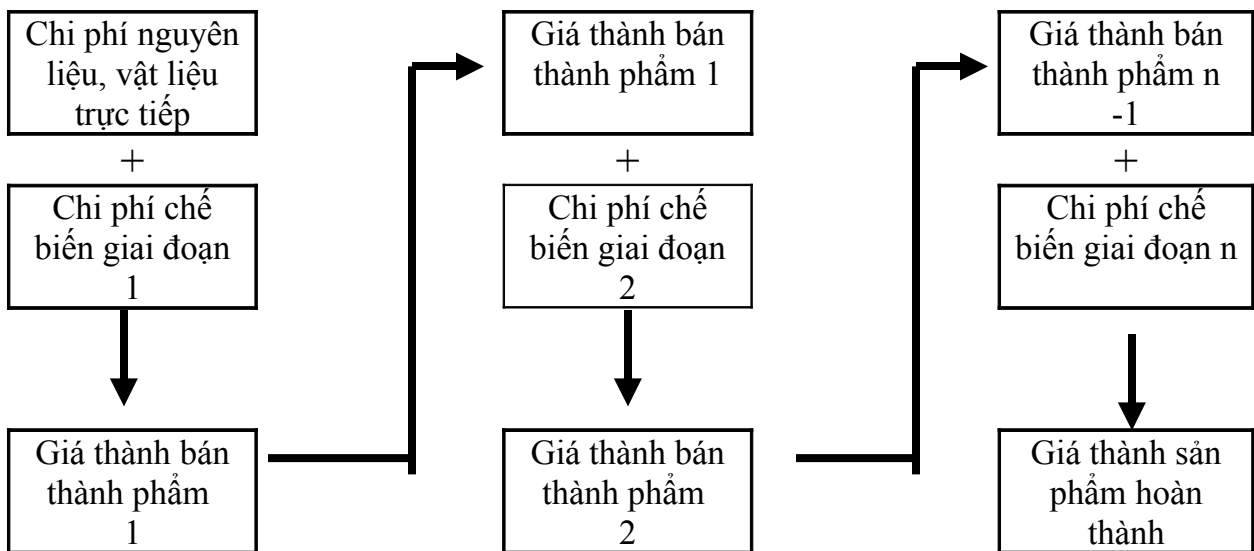 Chi phí nguyên
liệu, vật liệu
trực tiếp
+
Chi phí chế
biến giai đoạn
1
Giá thành bán
thành phẩm
1
Giá thành bán
thành phẩm 1
+
Chi phí chế
biến giai đoạn
2
Giá thành bán
thành phẩm
2
Giá thành bán
thành phẩm n
-1
+
Chi phí chế
biến giai đoạn n
Giá thành sản
phẩm hoàn
thành